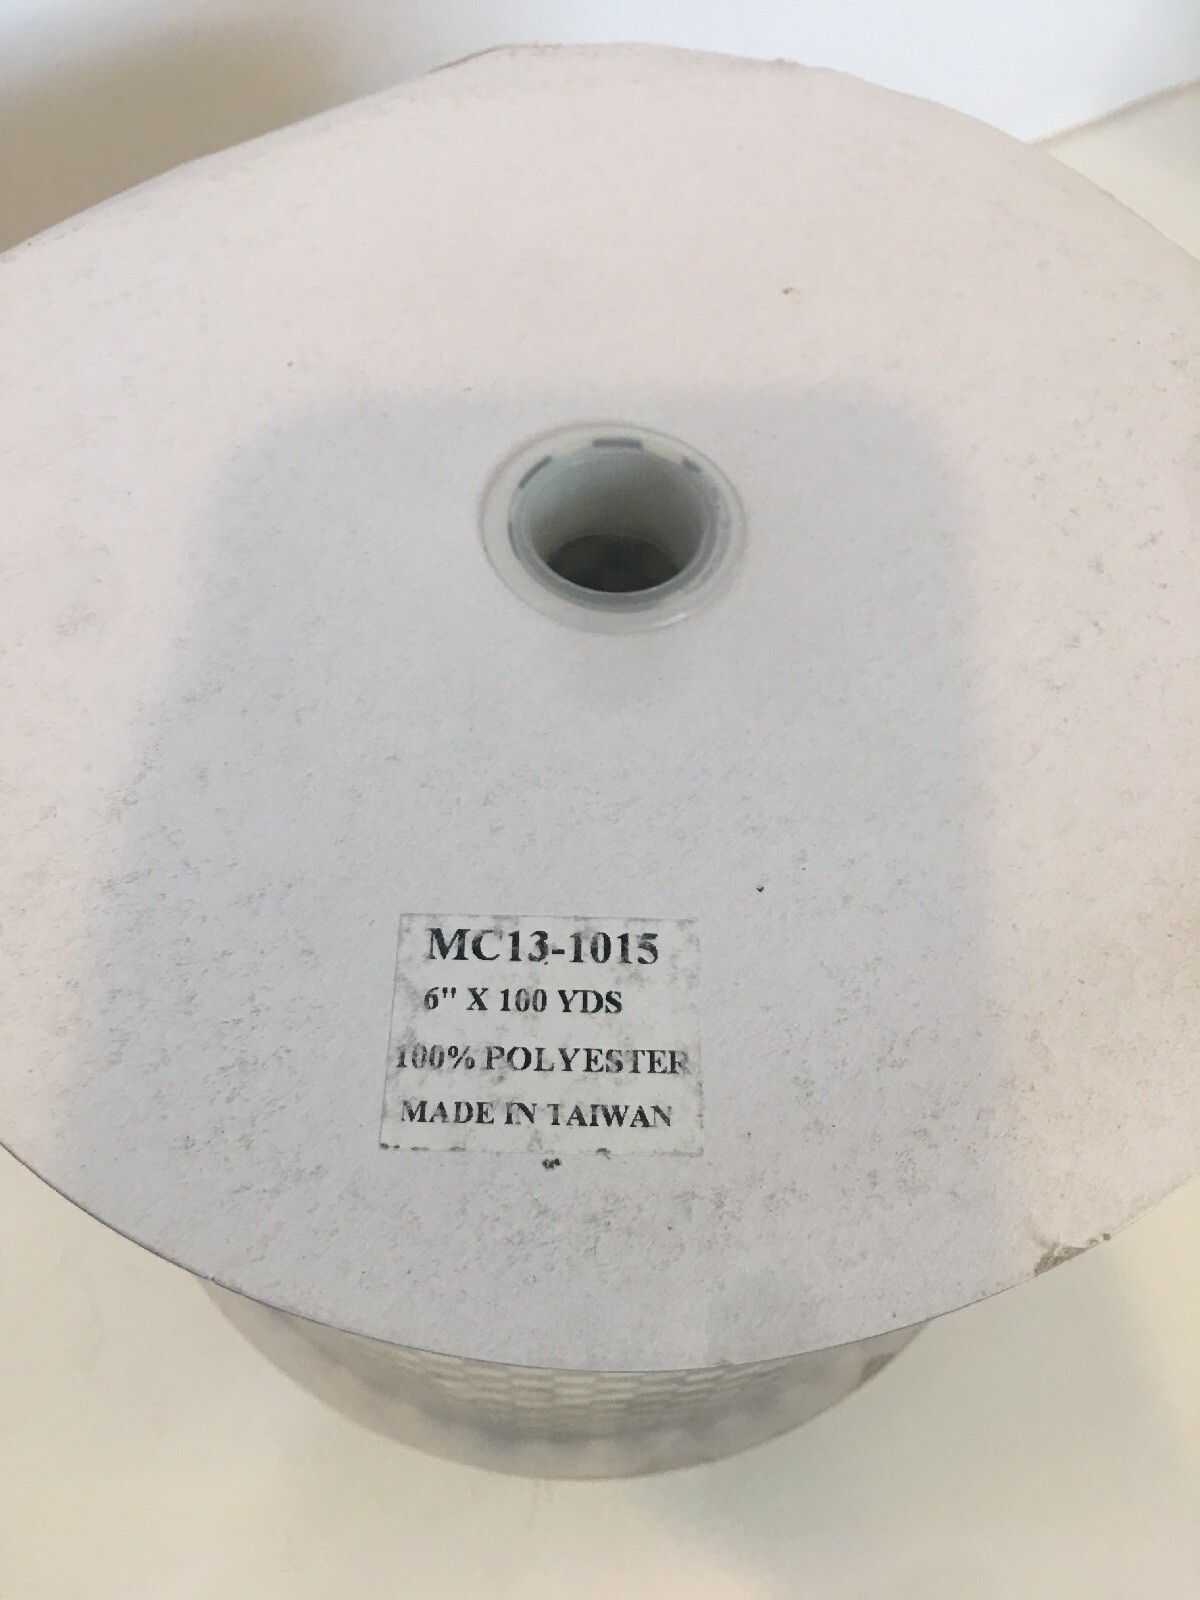 MC13-1015
6" X 100 YDS
100% POLYESTER
MADE IN TAIWAN